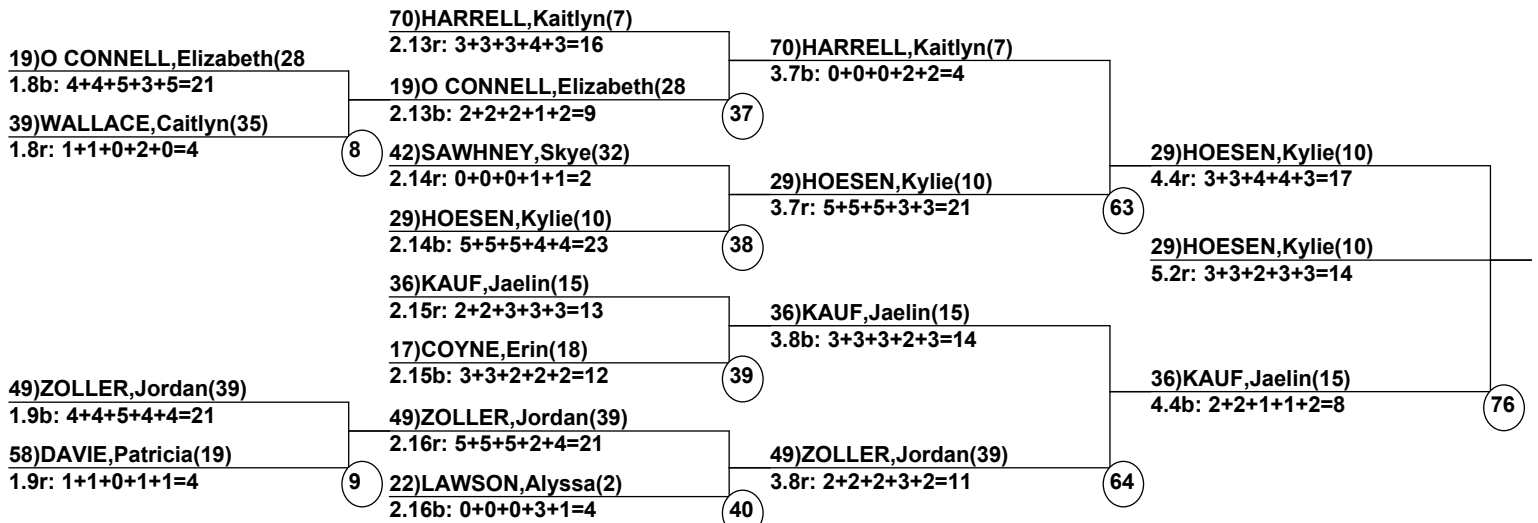 19)O CONNELL,Elizabeth(28
1.8b: 4+4+5+3+5=21
39)WALLACE,Caitlyn(35)
1.8r: 1+1+0+2+0=4
8
49)ZOLLER,Jordan(39)
1.9b: 4+4+5+4+4=21
58)DAVIE,Patricia(19)
1.9r: 1+1+0+1+1=4
9
70)HARRELL,Kaitlyn(7)
2.13r: 3+3+3+4+3=16
19)O CONNELL,Elizabeth(28
2.13b: 2+2+2+1+2=9
37
42)SAWHNEY,Skye(32)
2.14r: 0+0+0+1+1=2
29)HOESEN,Kylie(10)
2.14b: 5+5+5+4+4=23
38
36)KAUF,Jaelin(15)
2.15r: 2+2+3+3+3=13
17)COYNE,Erin(18)
2.15b: 3+3+2+2+2=12
39
49)ZOLLER,Jordan(39)
2.16r: 5+5+5+2+4=21
22)LAWSON,Alyssa(2)
2.16b: 0+0+0+3+1=4
40
70)HARRELL,Kaitlyn(7)
3.7b: 0+0+0+2+2=4
29)HOESEN,Kylie(10)
3.7r: 5+5+5+3+3=21
63
36)KAUF,Jaelin(15)
3.8b: 3+3+3+2+3=14
49)ZOLLER,Jordan(39)
3.8r: 2+2+2+3+2=11
64
29)HOESEN,Kylie(10)
4.4r: 3+3+4+4+3=17
29)HOESEN,Kylie(10)
5.2r: 3+3+2+3+3=14
36)KAUF,Jaelin(15)
4.4b: 2+2+1+1+2=8
76